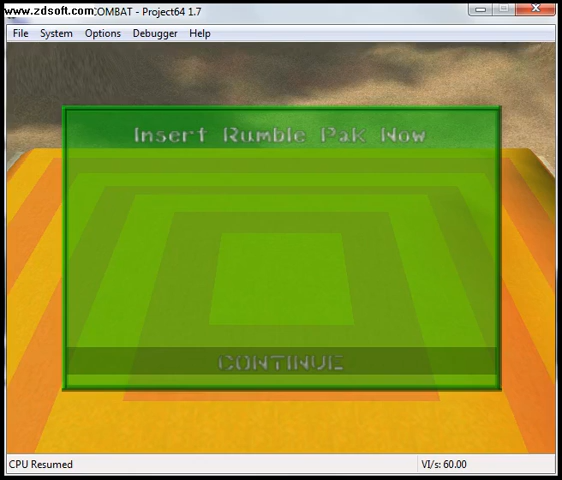 www.zdsoft.com COMBAT - Project64 1.7
File System Options Debugger Help
Insert Rumble Pak Now
CONTINUE
CPU Resumed VI/s: 60.00